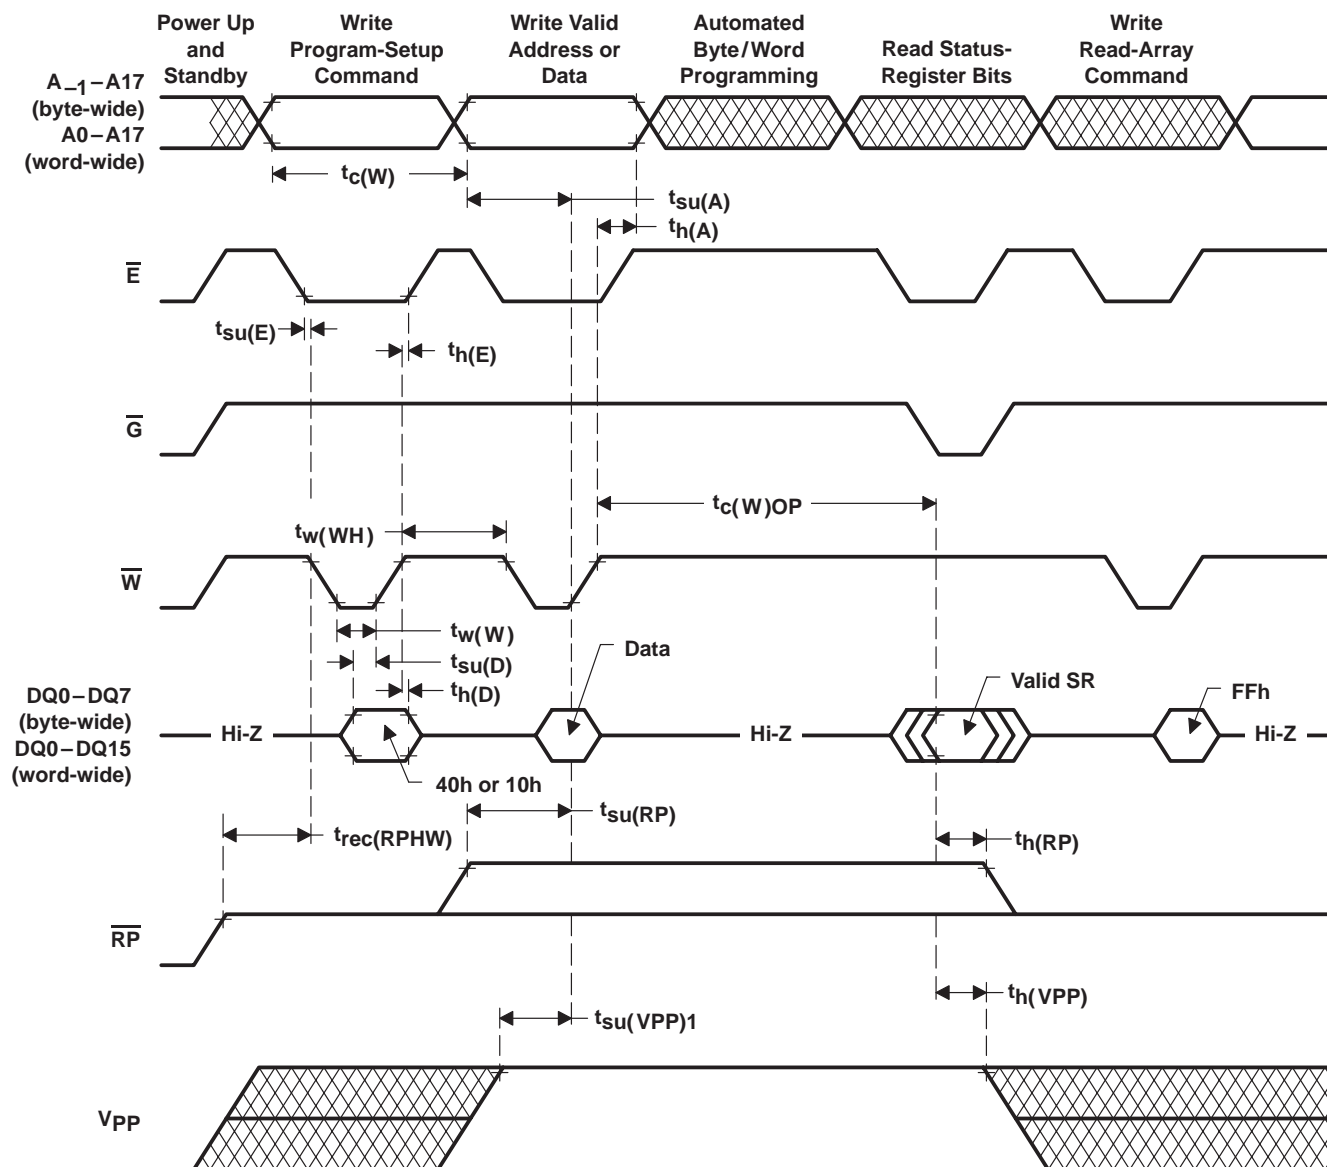 Power Up
and
Standby
Write
Program-Setup
Command
Write Valid
Address or
Data
Automated
Byte/Word
Programming
Read Status-
Register Bits
Write
Read-Array
Command
A–1–A17
(byte-wide)
A0–A17
(word-wide)
tc(W)
tsu(A)
th(A)
E
tsu(E)
th(E)
G
tc(W)OP
tw(WH)
W
tw(W)
tsu(D)
th(D)
Data
Valid SR
FFh
DQ0–DQ7
(byte-wide)
DQ0–DQ15
(word-wide)
Hi-Z
Hi-Z
Hi-Z
40h or 10h
tsu(RP)
trec(RPHW)
th(RP)
RP
th(VPP)
tsu(VPP)1
VPP